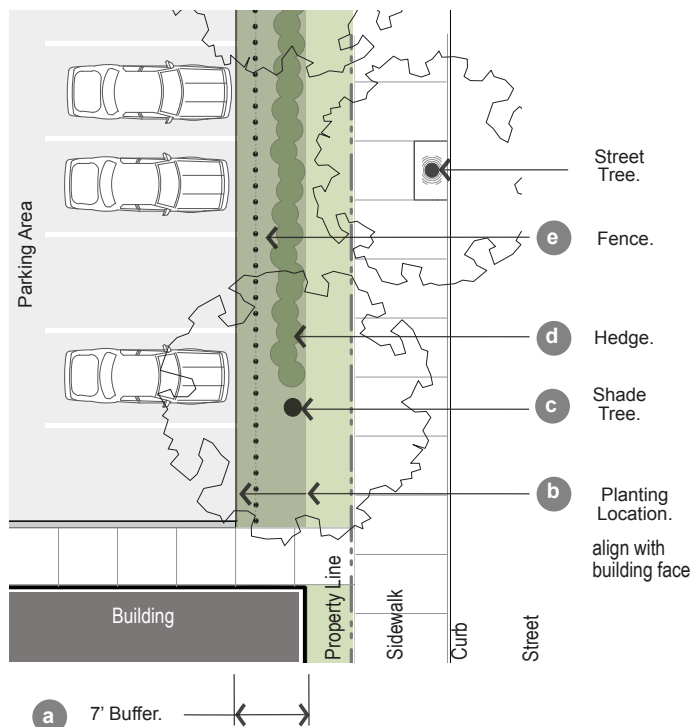 Street
Tree.
e Fence.
d Hedge.
c Shade
Tree.
b Planting
Location.
align with
building face
Parking Area
Building
Property Line
Sidewalk
Curb
Street
a 7’ Buffer.